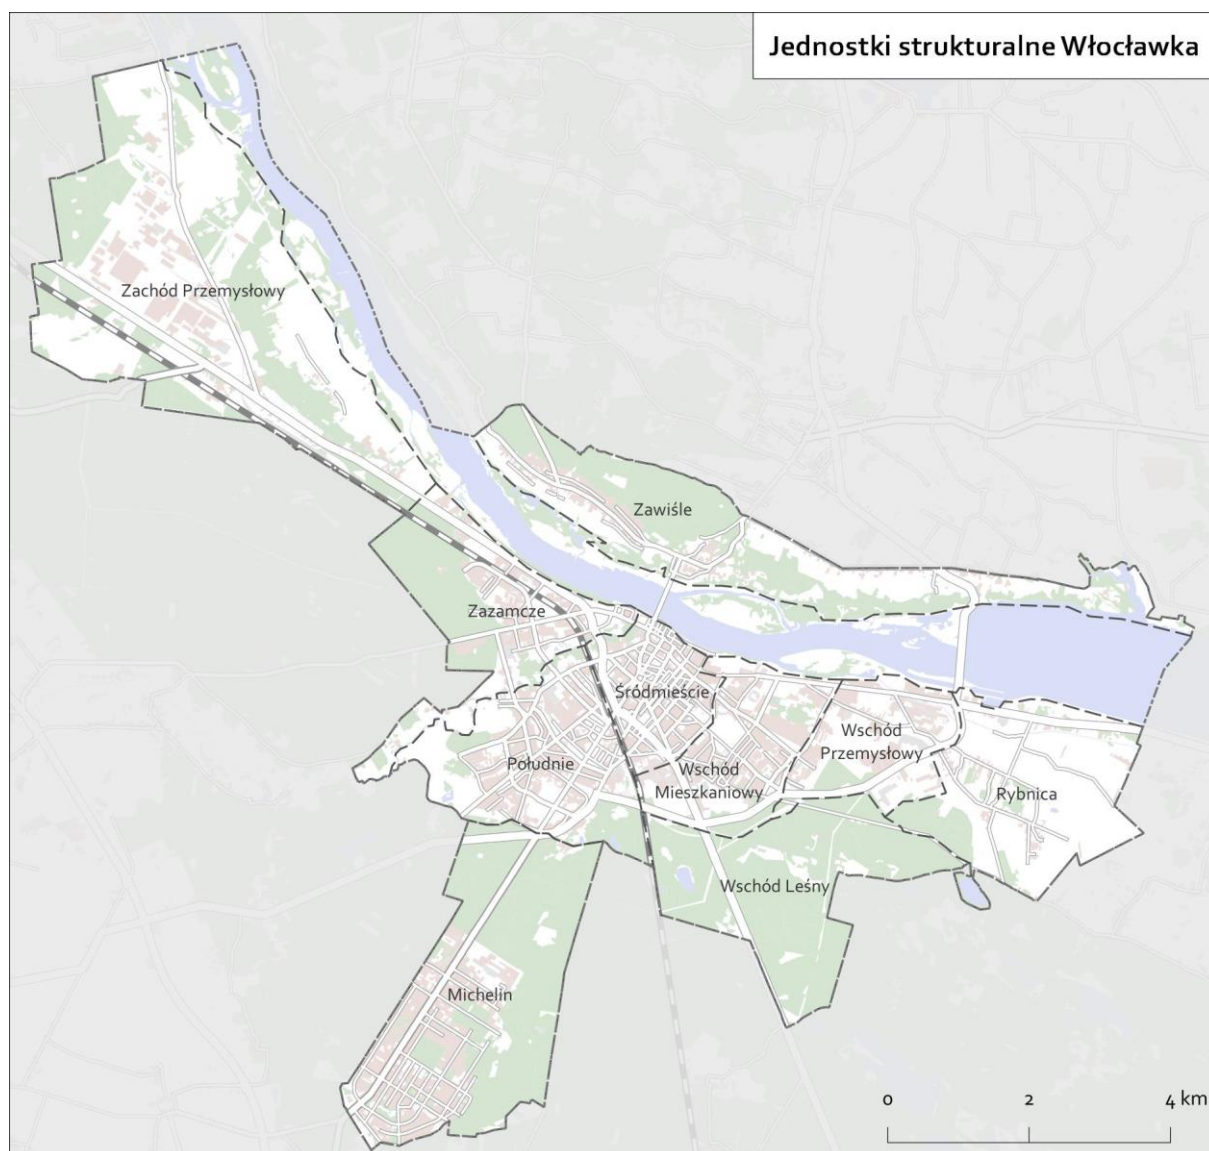 Jednostki strukturalne Włocławka
Zachód Przemysłowy
Zawiśle
Zazamcze
Śródmieście
Wschód
Przemysłowy
Południe
Wschód
Mieszkaniowy
Rybnica
Wschód Leśny
Michelin
0 2 4 km